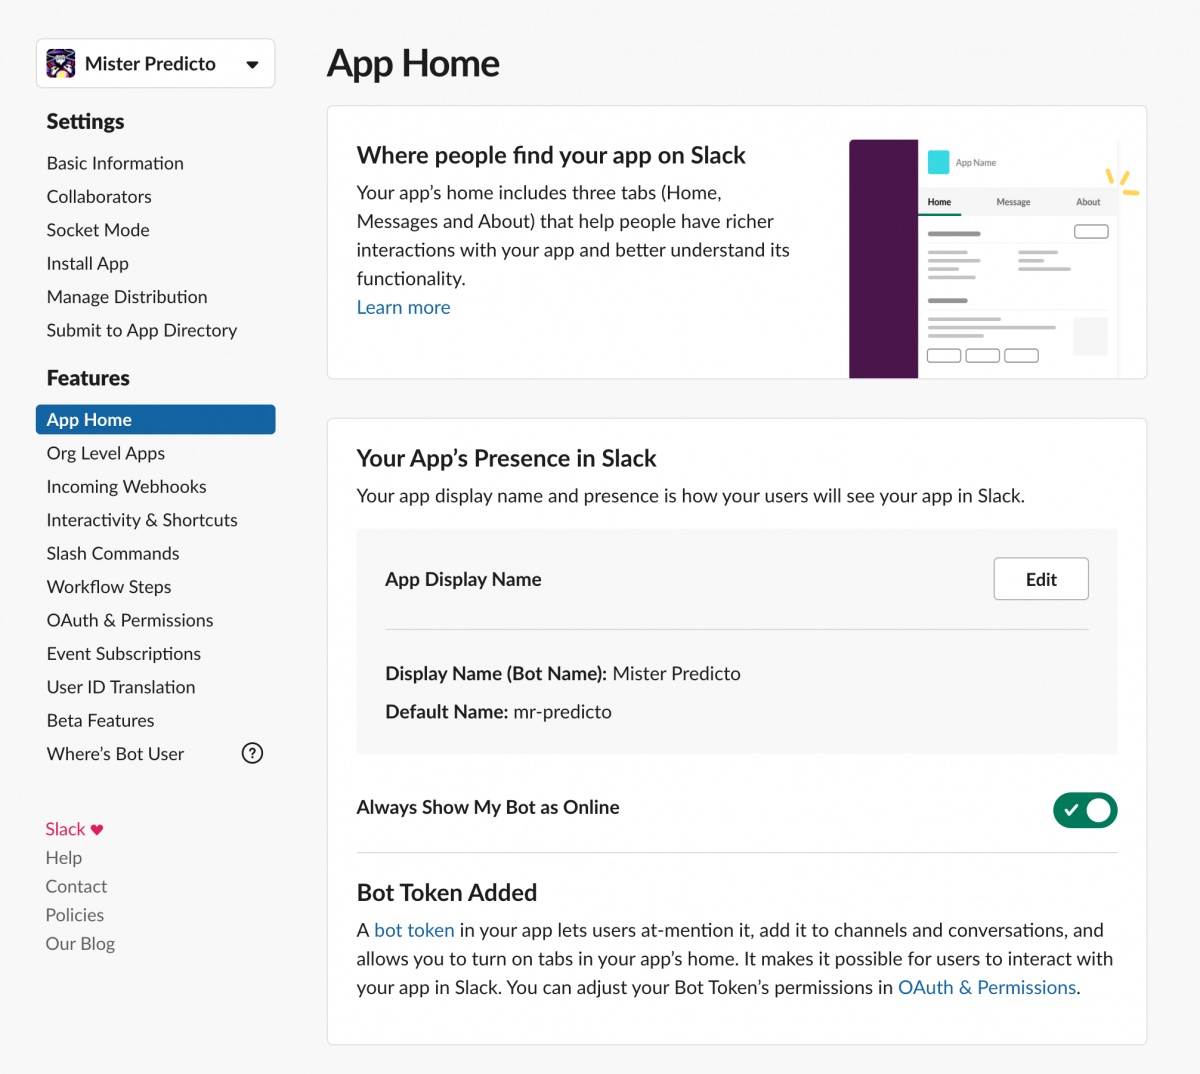 Mister Predicto
Settings
Basic Information
Collaborators
Socket Mode
Install App
Manage Distribution
Submit to App Directory
Features
App Home
Org Level Apps
Incoming Webhooks
Interactivity & Shortcuts
Slash Commands
Workflow Steps
OAuth & Permissions
Event Subscriptions
User ID Translation
Beta Features
Where's Bot User
?
Slack ♥
Help
Contact
Policies
Our Blog
App Home
Where people find your app on Slack
Your app's home includes three tabs (Home,
Messages and About) that help people have richer
interactions with your app and better understand its
functionality.
Learn more
App Name
Home Message About
Your App's Presence in Slack
Your app display name and presence is how your users will see your app in Slack.
App Display Name
Edit
Display Name (Bot Name): Mister Predicto
Default Name: mr-predicto
Always Show My Bot as Online
Bot Token Added
A bot token in your app lets users at-mention it, add it to channels and conversations, and
allows you to turn on tabs in your app's home. It makes it possible for users to interact with
your app in Slack. You can adjust your Bot Token's permissions in OAuth & Permissions.